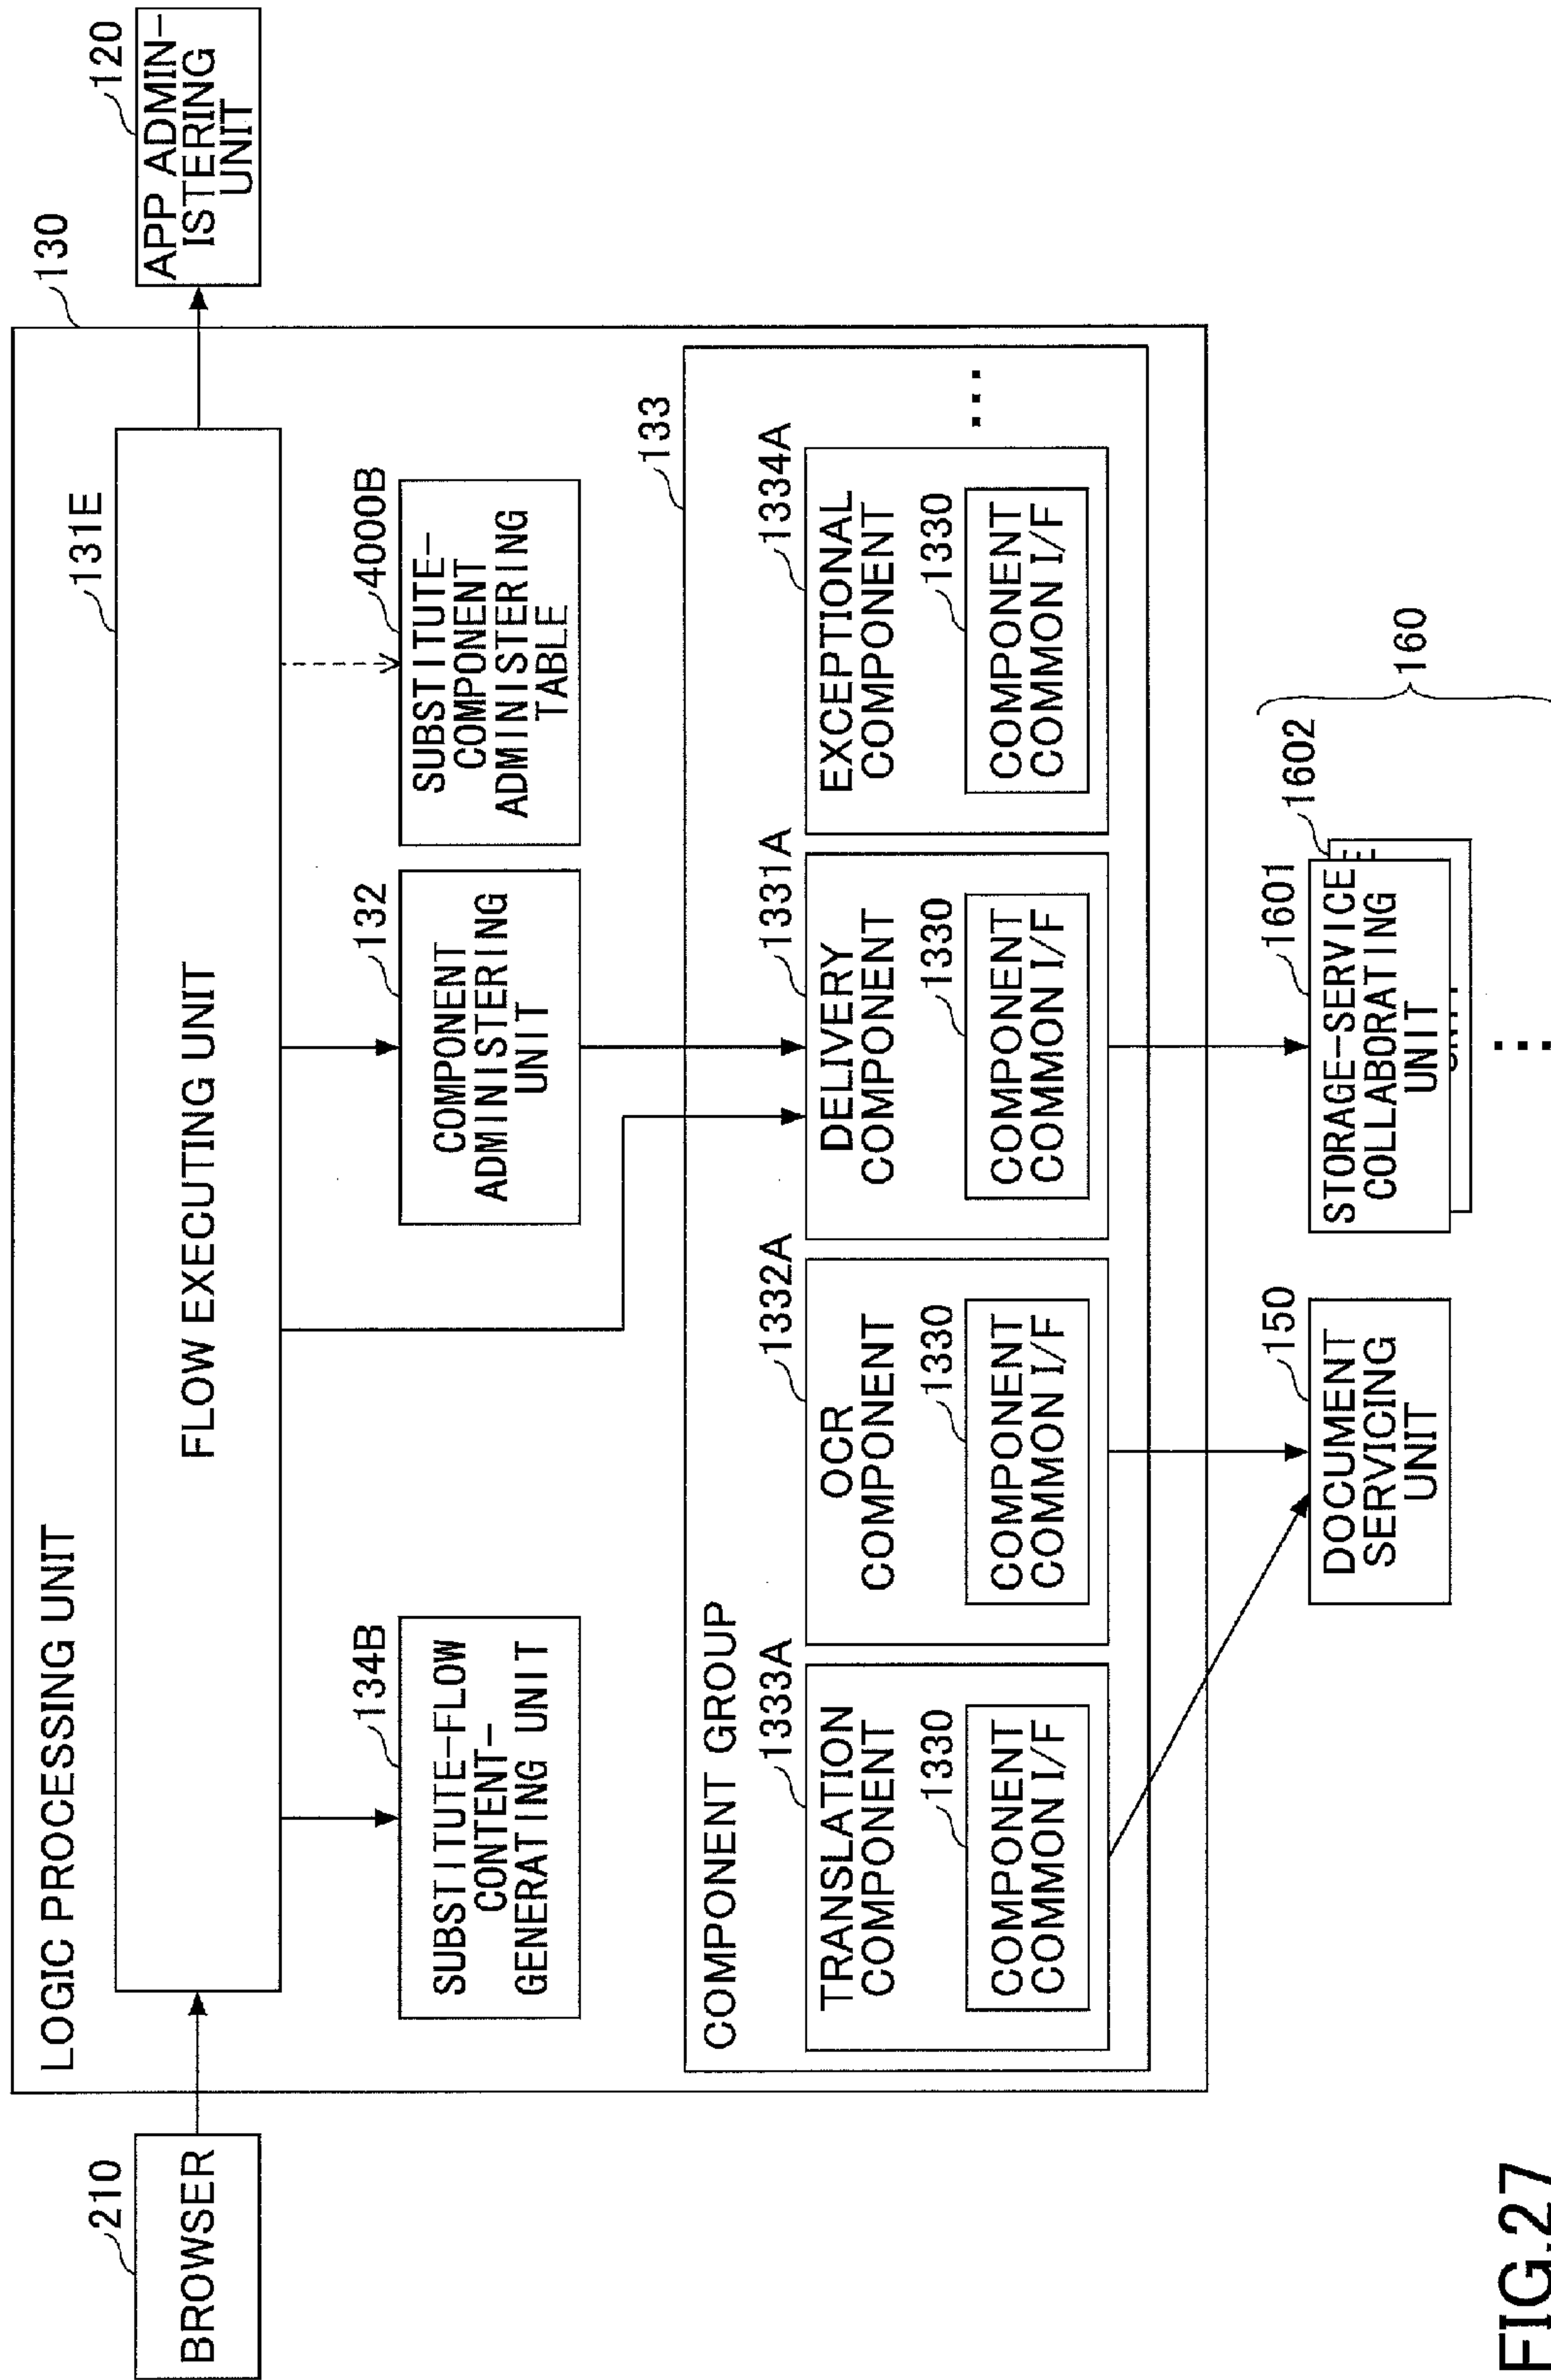 FIG.27
210
BROWSER
LOGIC PROCESSING UNIT
130
131E
FLOW EXECUTING UNIT
120
APP ADMIN-
ISTERING
UNIT
134B
SUBSTITUTE-FLOW
CONTENT-
GENERATING UNIT
132
COMPONENT
ADMINISTERING
UNIT
4000B
SUBSTITUTE-
COMPONENT
ADMINISTERING
TABLE
COMPONENT GROUP
133
1333A
TRANSLATION
COMPONENT
1330
COMPONENT
COMMON I/F
1332A
OCR
COMPONENT
1330
COMPONENT
COMMON I/F
1331A
DELIVERY
COMPONENT
1330
COMPONENT
COMMON I/F
1334A
EXCEPTIONAL
COMPONENT
1330
COMPONENT
COMMON I/F
...
150
DOCUMENT
SERVICING
UNIT
1601
STORAGE-SERVICE
COLLABORATING
UNIT
1602
...
160